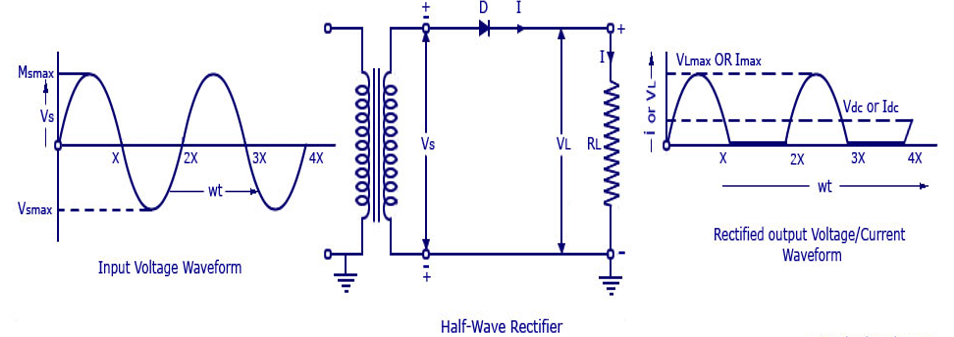 Msmax
Vs
X
2X
3X
4X
wt
Vsmax
Input Voltage Waveform
+
-
D
I
+
I
Vs
VL
RL
-
-
+
Half-Wave Rectifier
VLmax OR Imax
Vdc or Idc
i or VL
X
2X
3X
4X
wt
Rectified output Voltage/Current
Waveform